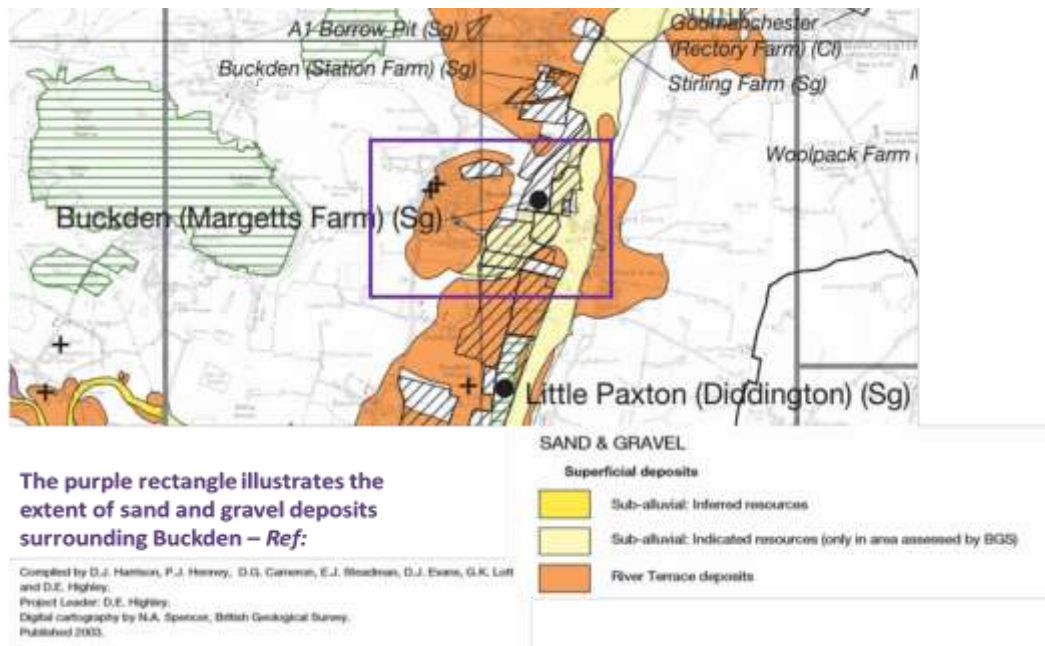 A1 Borrow Pit (Sg)
Godmanchester
(Rectory Farm) (Cl)
Buckden (Station Farm) (Sg)
Stirling Farm (Sg)
Woolpack Farm
Buckden (Margetts Farm) (Sg)
Little Paxton (Diddington) (Sg)
The purple rectangle illustrates the
extent of sand and gravel deposits
surrounding Buckden – Ref:
Compiled by D.J. Harrison, P.J. Henney, D.G. Cameron, E.J. Steadman, D.J. Evans, G.K. Lott
and D.E. Highley.
Project Leader: D.E. Highley.
Digital cartography by N.A. Spencer, British Geological Survey.
Published 2003.
SAND & GRAVEL
Superficial deposits
Sub-alluvial: Inferred resources
Sub-alluvial: Indicated resources (only in area assessed by BGS)
River Terrace deposits